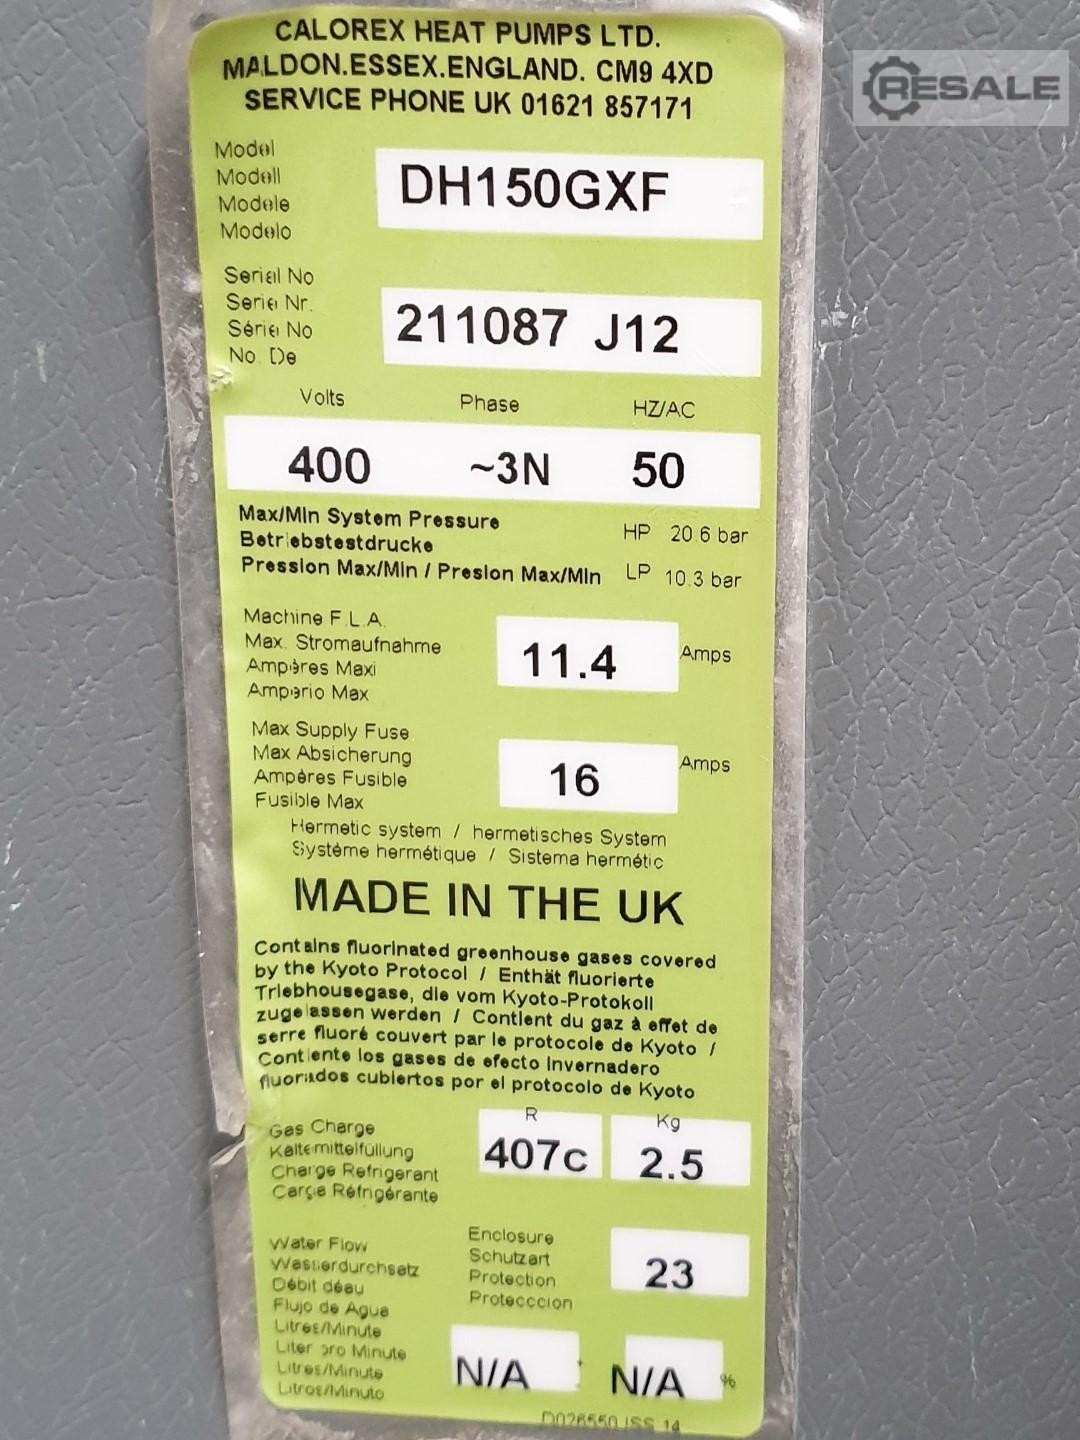 CALOREX HEAT PUMPS LTD.
MALDON.ESSEX.ENGLAND. CM9 4XD
SERVICE PHONE UK 01621 857171
RESALE
Model
Modell
Modele
Modelo
DH150GXF
Serial No
Serie Nr.
Série No
No. De
211087 J12
Volts Phase HZ/AC
400 ~3N 50
Max/Min System Pressure
Betriebstestdrucke
Pression Max/Min / Presion Max/Min
HP 20.6 bar
LP 10.3 bar
Machine F.L.A.
Max. Stromaufnahme
Ampères Maxi
Amperio Max
11.4 Amps
Max Supply Fuse
Max Absicherung
Ampères Fusible
Fusible Max
16 Amps
Hermetic system / hermetisches System
Système hermétique / Sistema hermétic
MADE IN THE UK
Contains fluorinated greenhouse gases covered
by the Kyoto Protocol / Enthät fluorierte
Triebhousegase, die vom Kyoto-Protokoll
zugelassen werden / Contient du gaz à effet de
serre fluoré couvert par le protocole de Kyoto /
Contiente los gases de efecto Invernadero
fluorados cubiertos por el protocolo de Kyoto
Gas Charge
Kaltemittelfüllung
Charge Refrigerant
Carga Réfrigérante
R Kg
407c 2.5
Water Flow
Wasserdurchsatz
Débit déau
Flujo de Agua
Litres/Minute
Liter pro Minute
Litres/Minute
Litros/Minuto
Enclosure
Schutzart
Protection
Protecccion
23
N/A N/A %
D026550 ISS 14